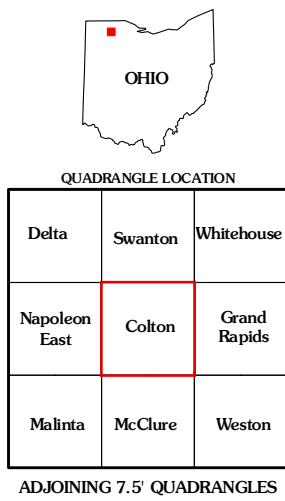 OHIO
QUADRANGLE LOCATION
Delta
Swanton
Whitehouse
Napoleon
East
Colton
Grand
Rapids
Malinta
McClure
Weston
ADJOINING 7.5' QUADRANGLES